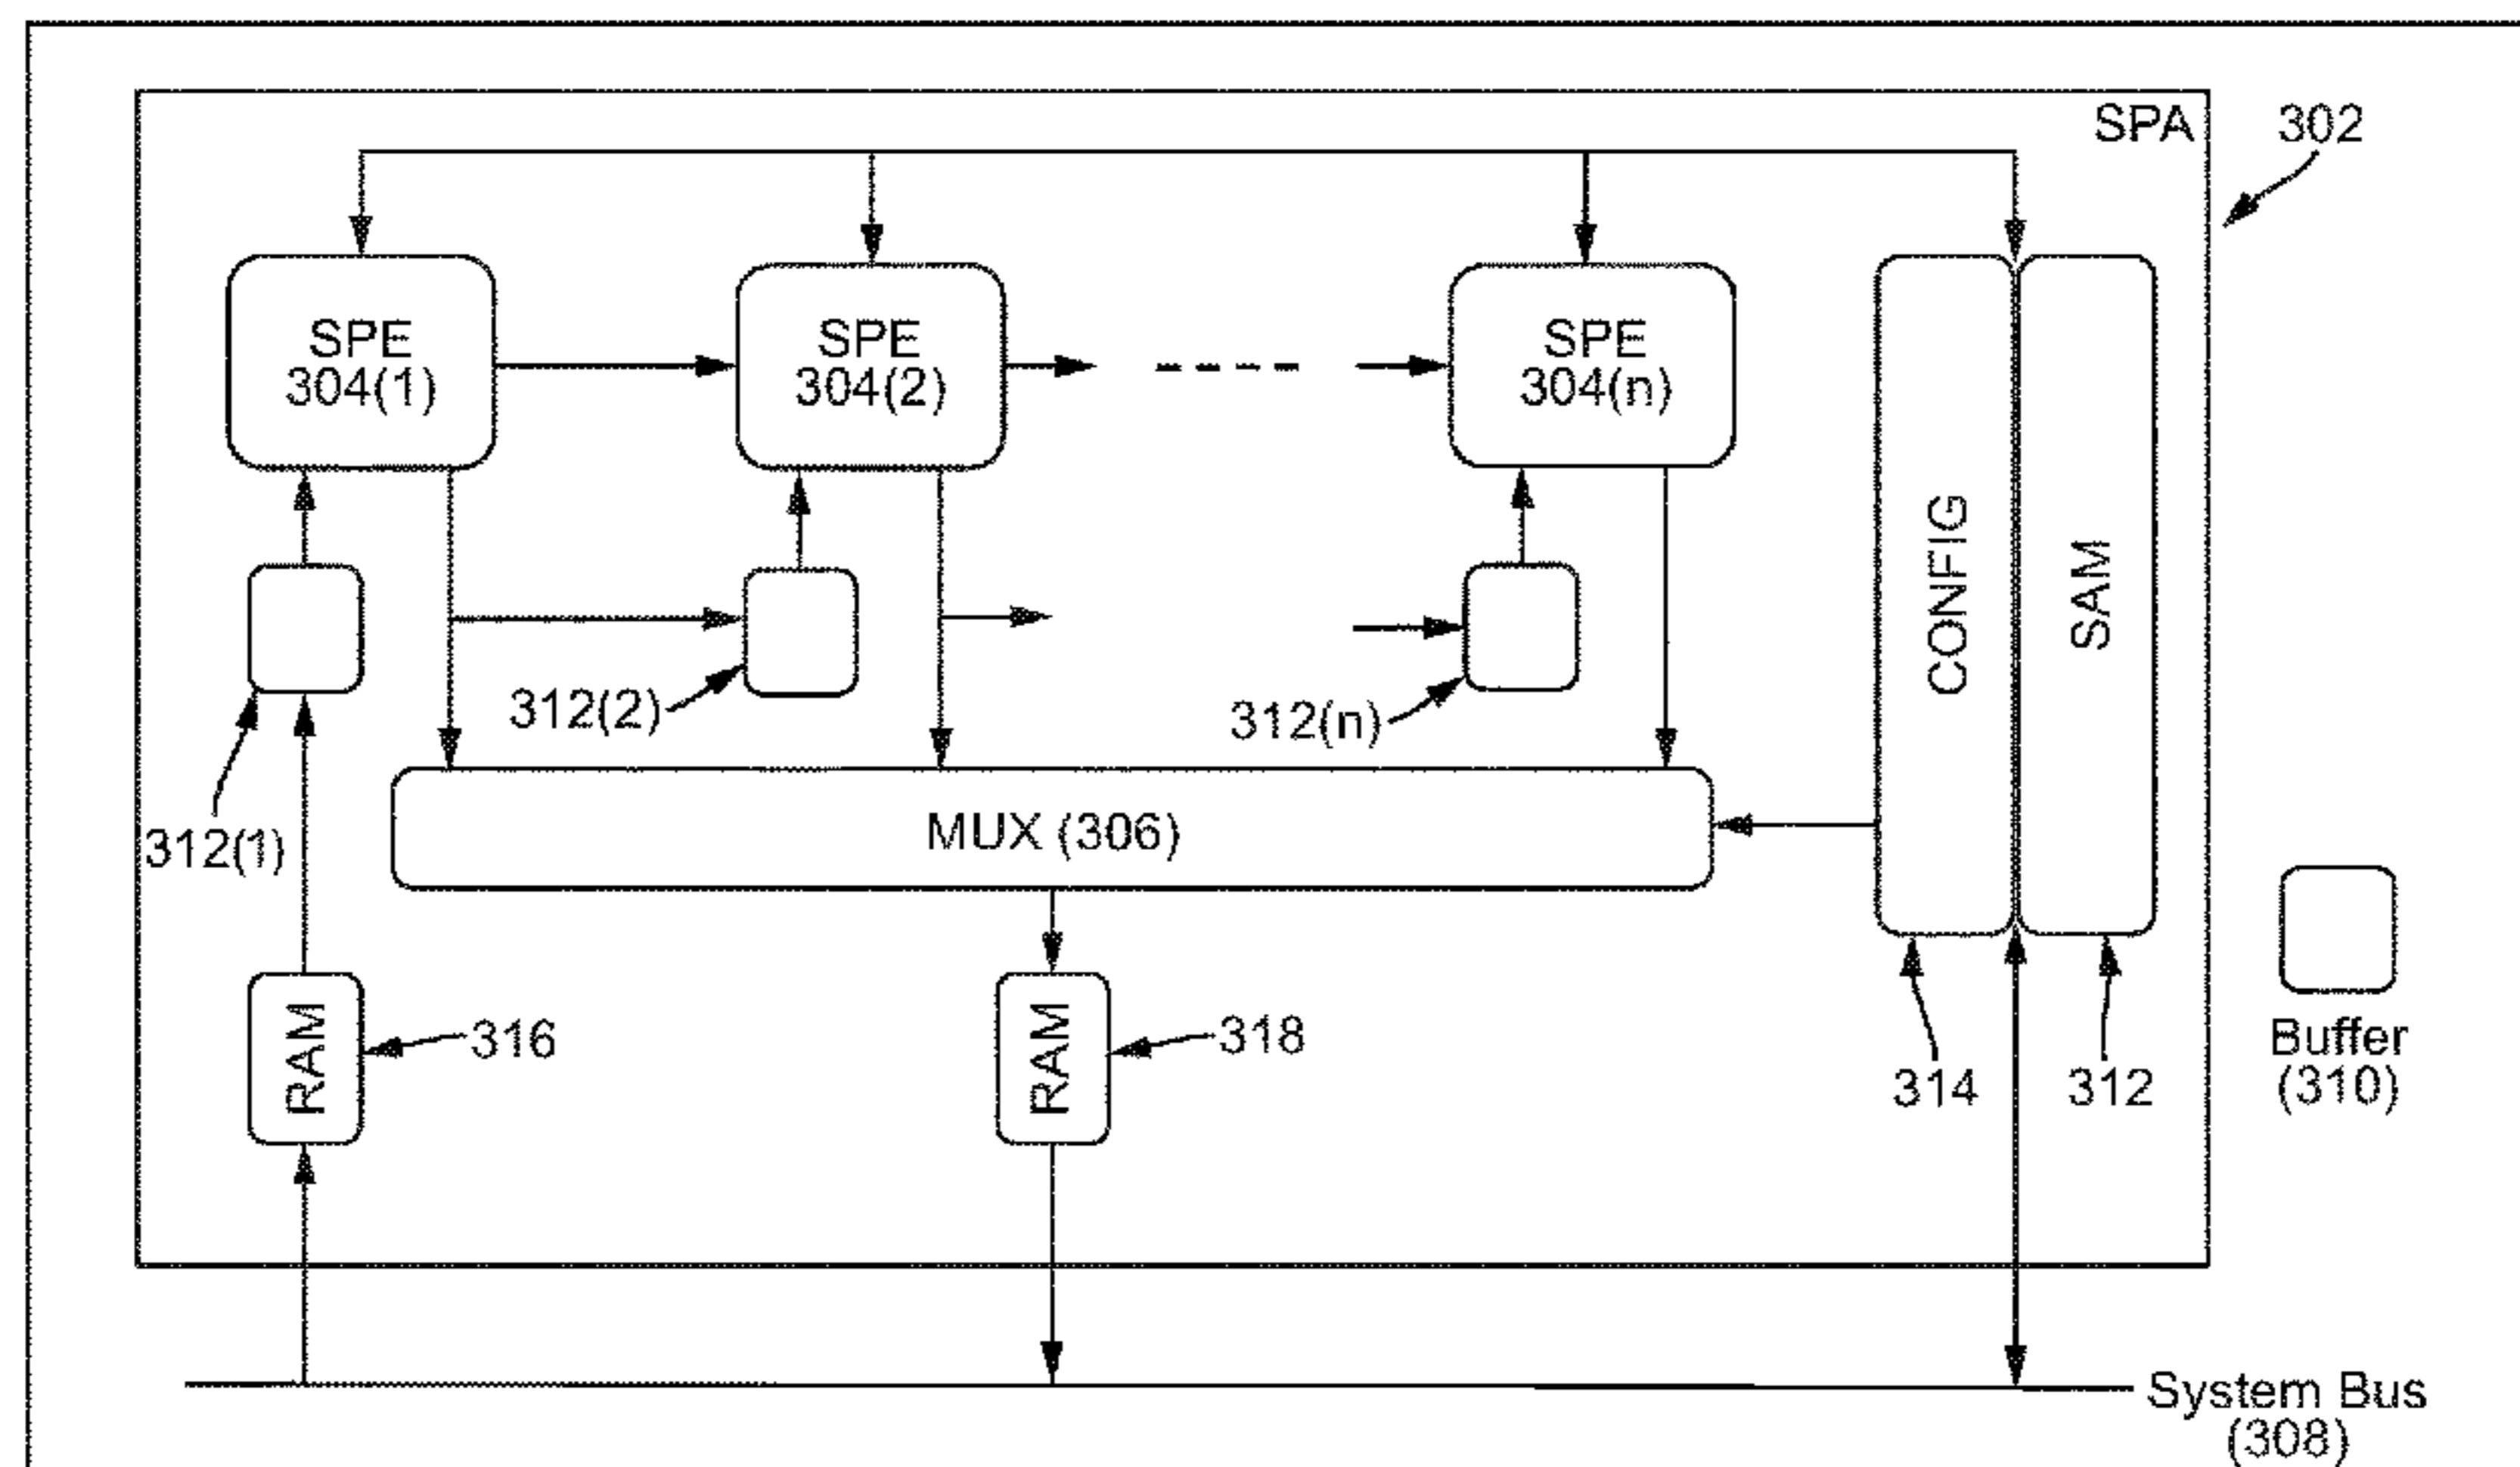 SPA
302
SPE
304(1)
SPE
304(2)
SPE
304(n)
CONFIG
SAM
312(2)
312(n)
312(1)
MUX (306)
RAM
316
RAM
318
314
312
Buffer
(310)
System Bus
(308)